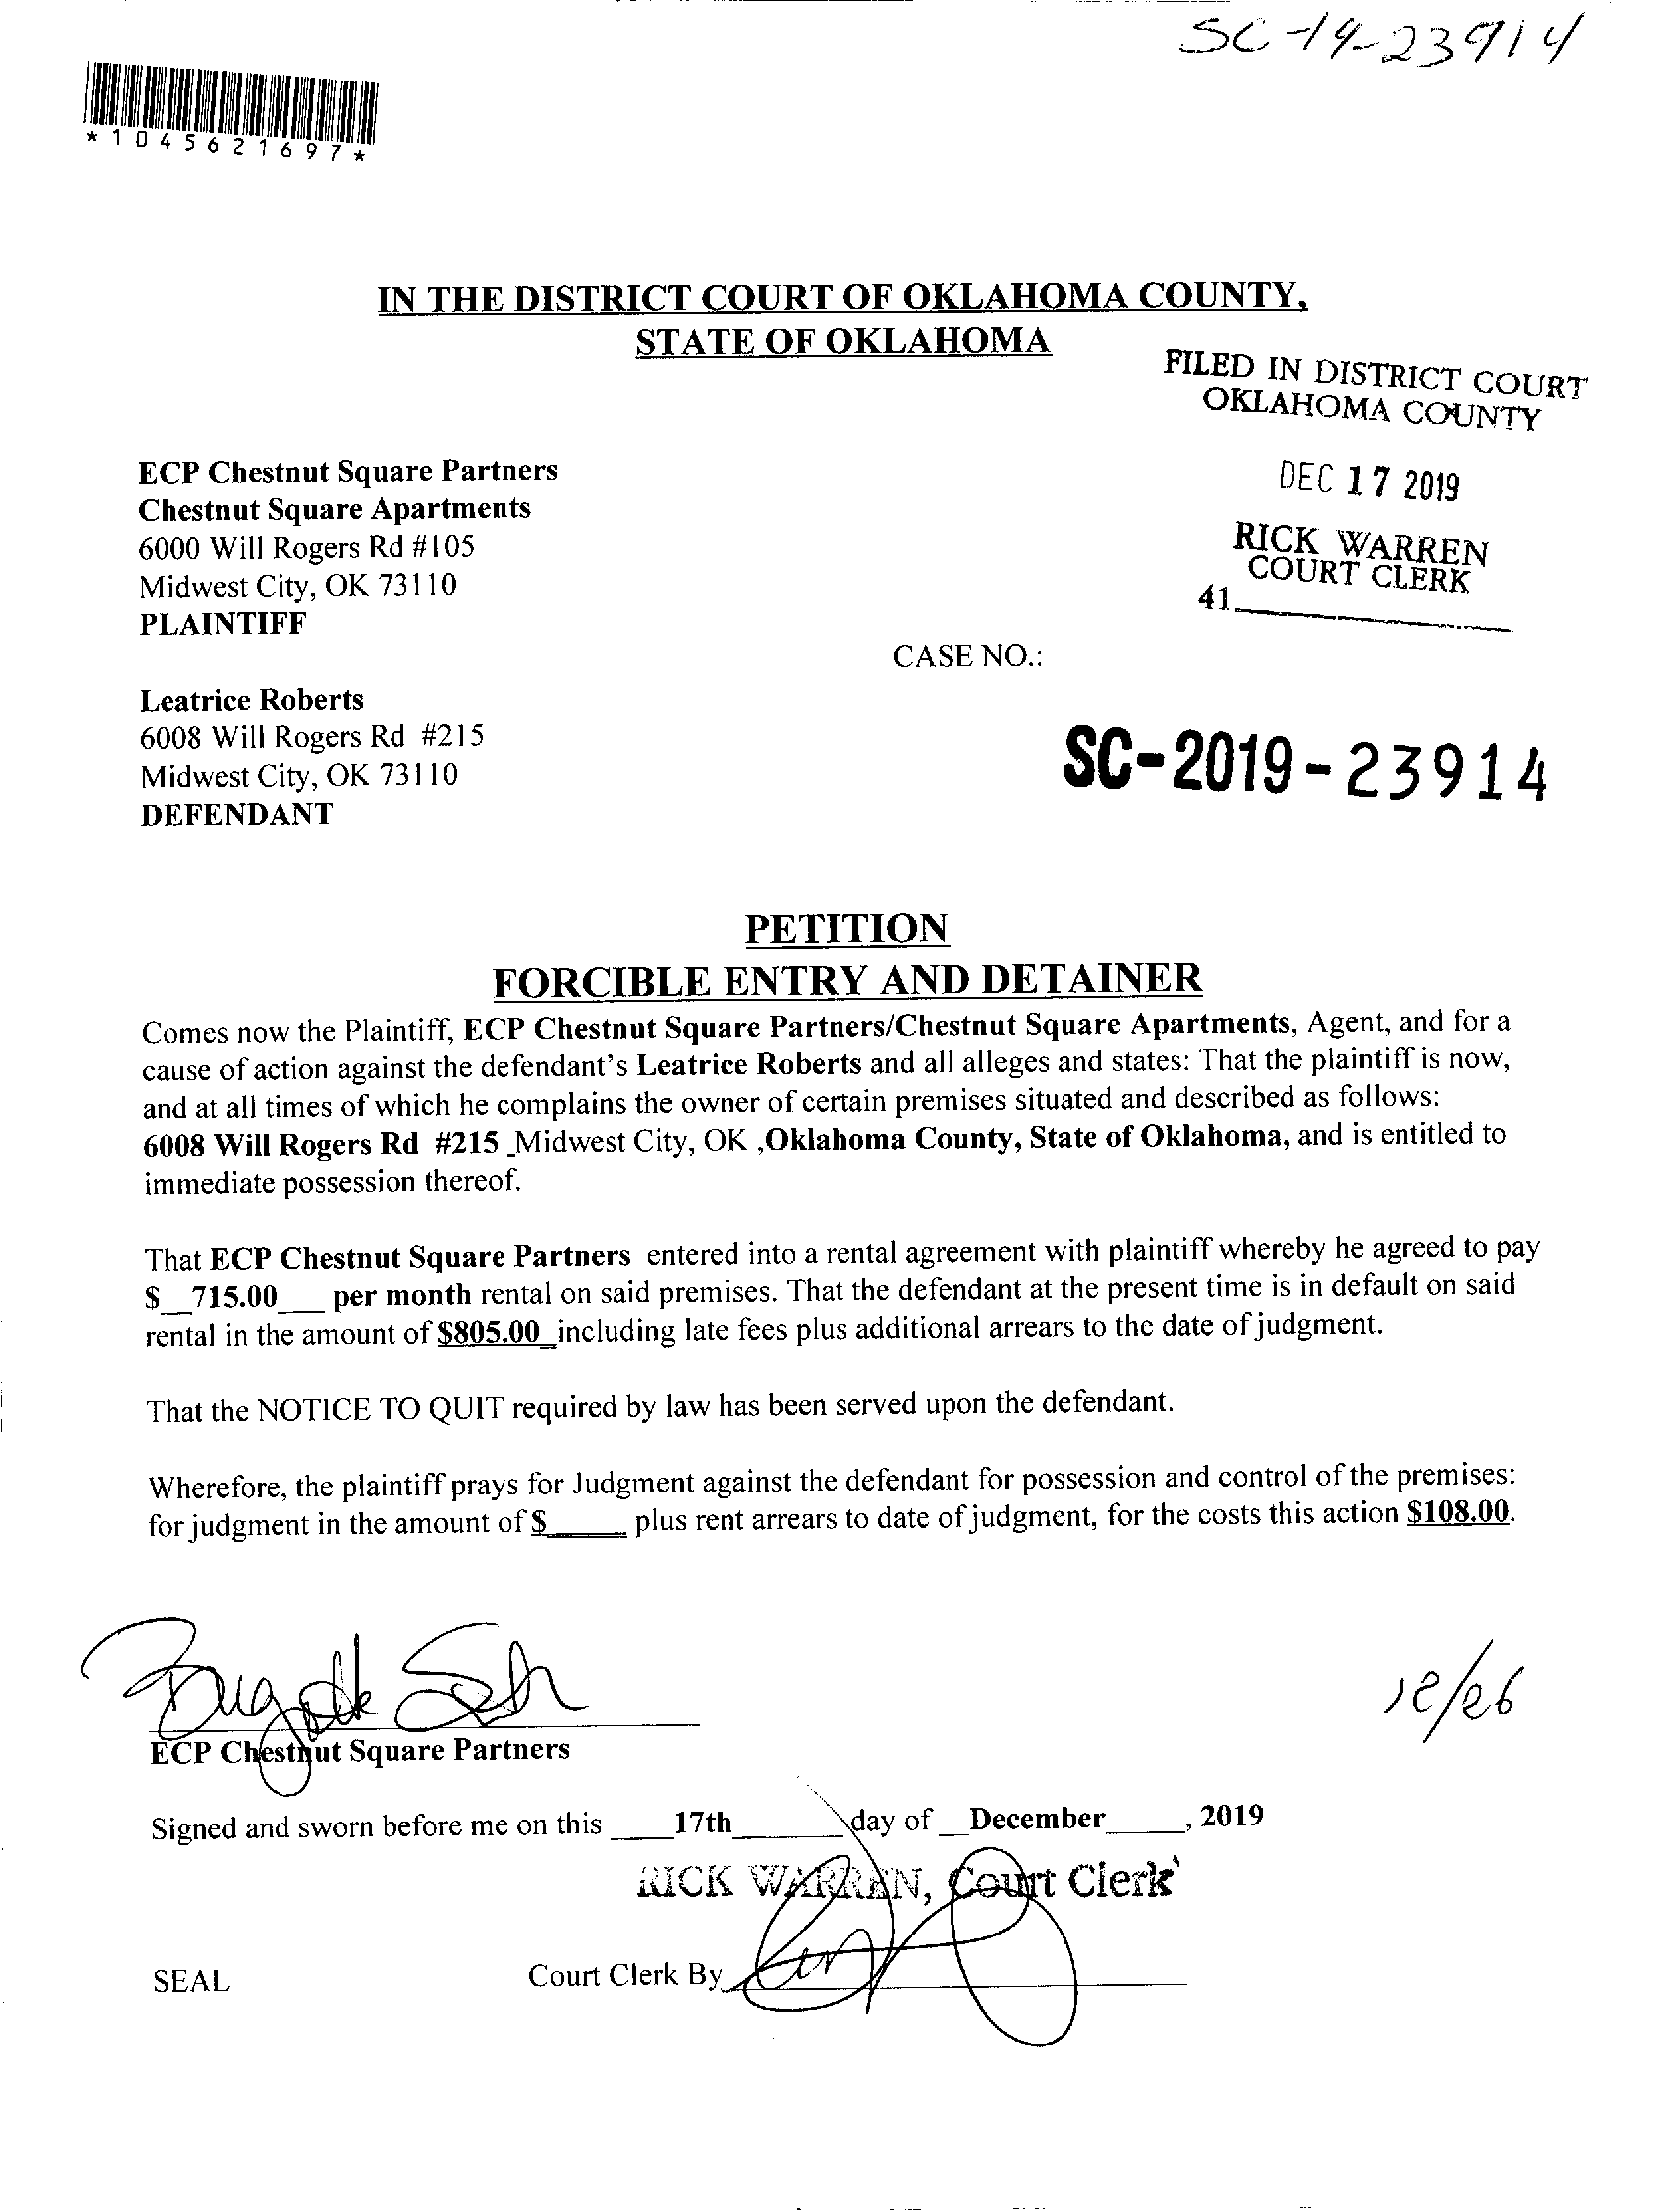 SC-19-23914
*1045621697*
IN THE DISTRICT COURT OF OKLAHOMA COUNTY,
STATE OF OKLAHOMA
FILED IN DISTRICT COURT
OKLAHOMA COUNTY
ECP Chestnut Square Partners
DEC 17 2019
Chestnut Square Apartments
6000 Will Rogers Rd #105
RICK WARREN
COURT CLERK
Midwest City, OK 73110
41
PLAINTIFF
CASE NO.:
Leatrice Roberts
6008 Will Rogers Rd #215
SC-2019-23914
Midwest City, OK 73110
DEFENDANT
PETITION
FORCIBLE ENTRY AND DETAINER
Comes now the Plaintiff, ECP Chestnut Square Partners/Chestnut Square Apartments, Agent, and for a
cause of action against the defendant's Leatrice Roberts and all alleges and states: That the plaintiff is now,
and at all times of which he complains the owner of certain premises situated and described as follows:
6008 Will Rogers Rd #215 _Midwest City, OK ,Oklahoma County, State of Oklahoma, and is entitled to
immediate possession thereof.
That ECP Chestnut Square Partners entered into a rental agreement with plaintiff whereby he agreed to pay
$__715.00___ per month rental on said premises. That the defendant at the present time is in default on said
rental in the amount of $805.00_including late fees plus additional arrears to the date of judgment.
That the NOTICE TO QUIT required by law has been served upon the defendant.
Wherefore, the plaintiff prays for Judgment against the defendant for possession and control of the premises:
for judgment in the amount of $_____ plus rent arrears to date of judgment, for the costs this action $108.00.
12/26
ECP Chestnut Square Partners
Signed and sworn before me on this ____17th_______day of __December_____, 2019
RICK WARREN, Court Clerk
SEAL
Court Clerk By